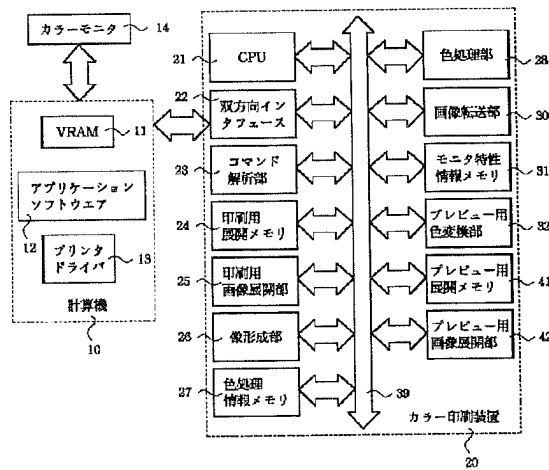 カラーモニタ
14
VRAM
11
アプリケーション
ソフトウエア
12
プリンタ
ドライバ
13
計算機
10
21
CPU
22
双方向インタ
フェース
23
コマンド
解析部
24
印刷用
展開メモリ
25
印刷用
画像展開部
26
像形成部
27
色処理
情報メモリ
色処理部
28
画像転送部
30
モニタ特性
情報メモリ
31
プレビュー用
色変換部
32
プレビュー用
展開メモリ
41
プレビュー用
画像展開部
42
39
カラー印刷装置
20